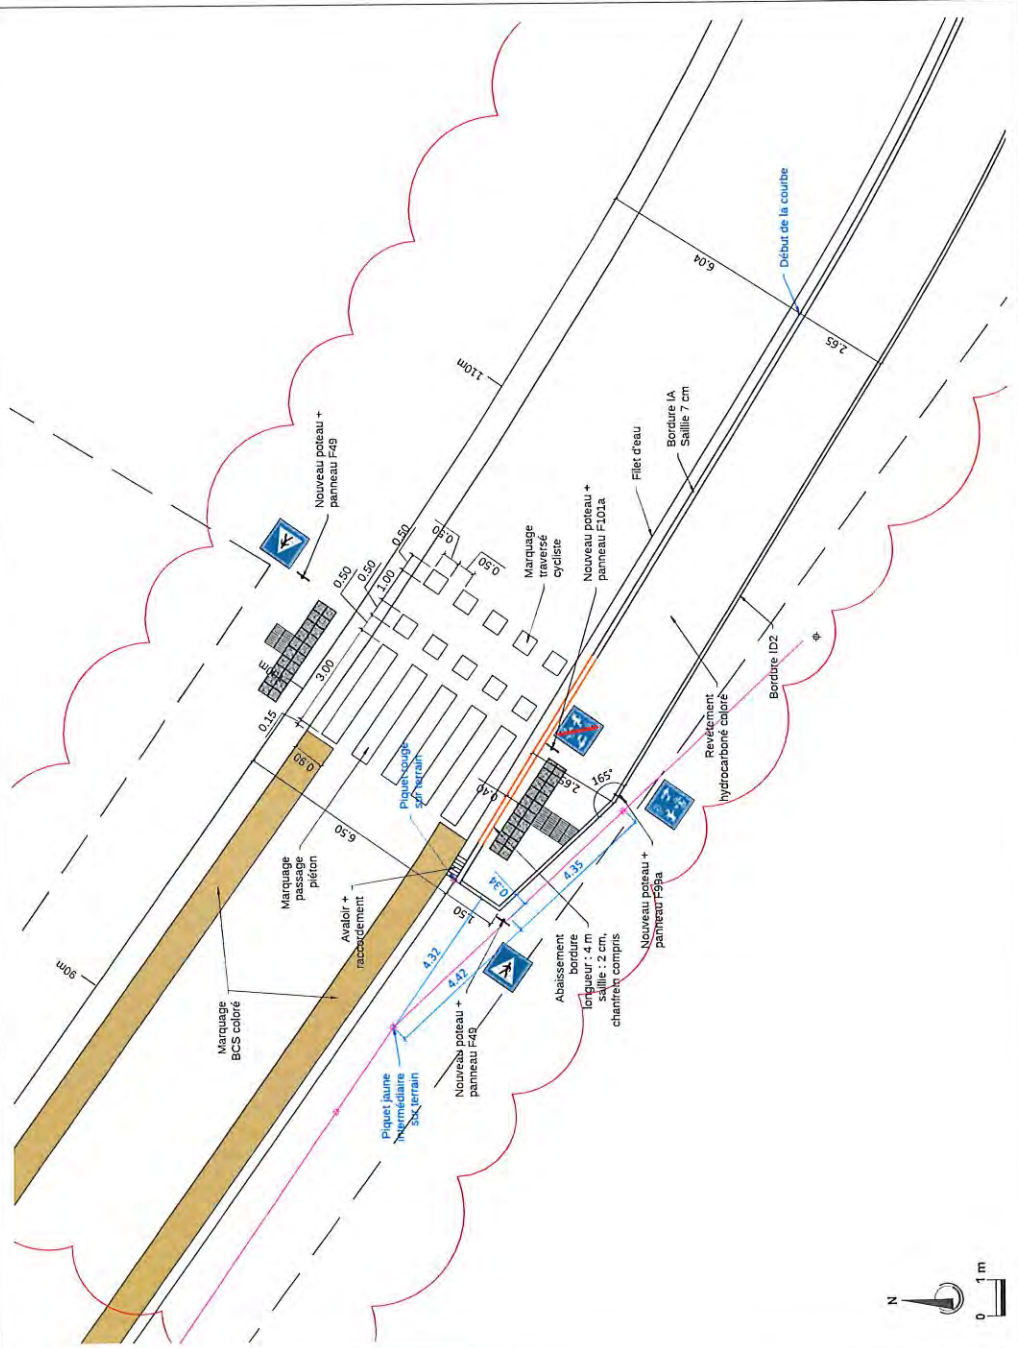 Début de la courbe
6.04
2.65
110m
Nouveau poteau +
panneau F49
Filet d'eau
Bordure IA
Saillie 7 cm
Nouveau poteau +
panneau F101a
Marquage
traversé
cycliste
0.50
0.50
0.50
0.50
0.50
1.00
3.00
0.15
0.90
6.50
Piquet rouge
sur terrain
0.40
2.65
165°
Bordure ID2
Revêtement
hydrocarboné coloré
Marquage
passage
piéton
Avaloir +
raccordement
1.50
0.34
4.35
4.32
4.42
Nouveau poteau +
panneau F99a
Abaissement
bordure
longueur : 4 m
saillie : 2 cm,
chanfrein compris
90m
Marquage
BCS coloré
Nouveau poteau +
panneau F49
Piquet jaune
intermédiaire
sur terrain
N
0 1 m